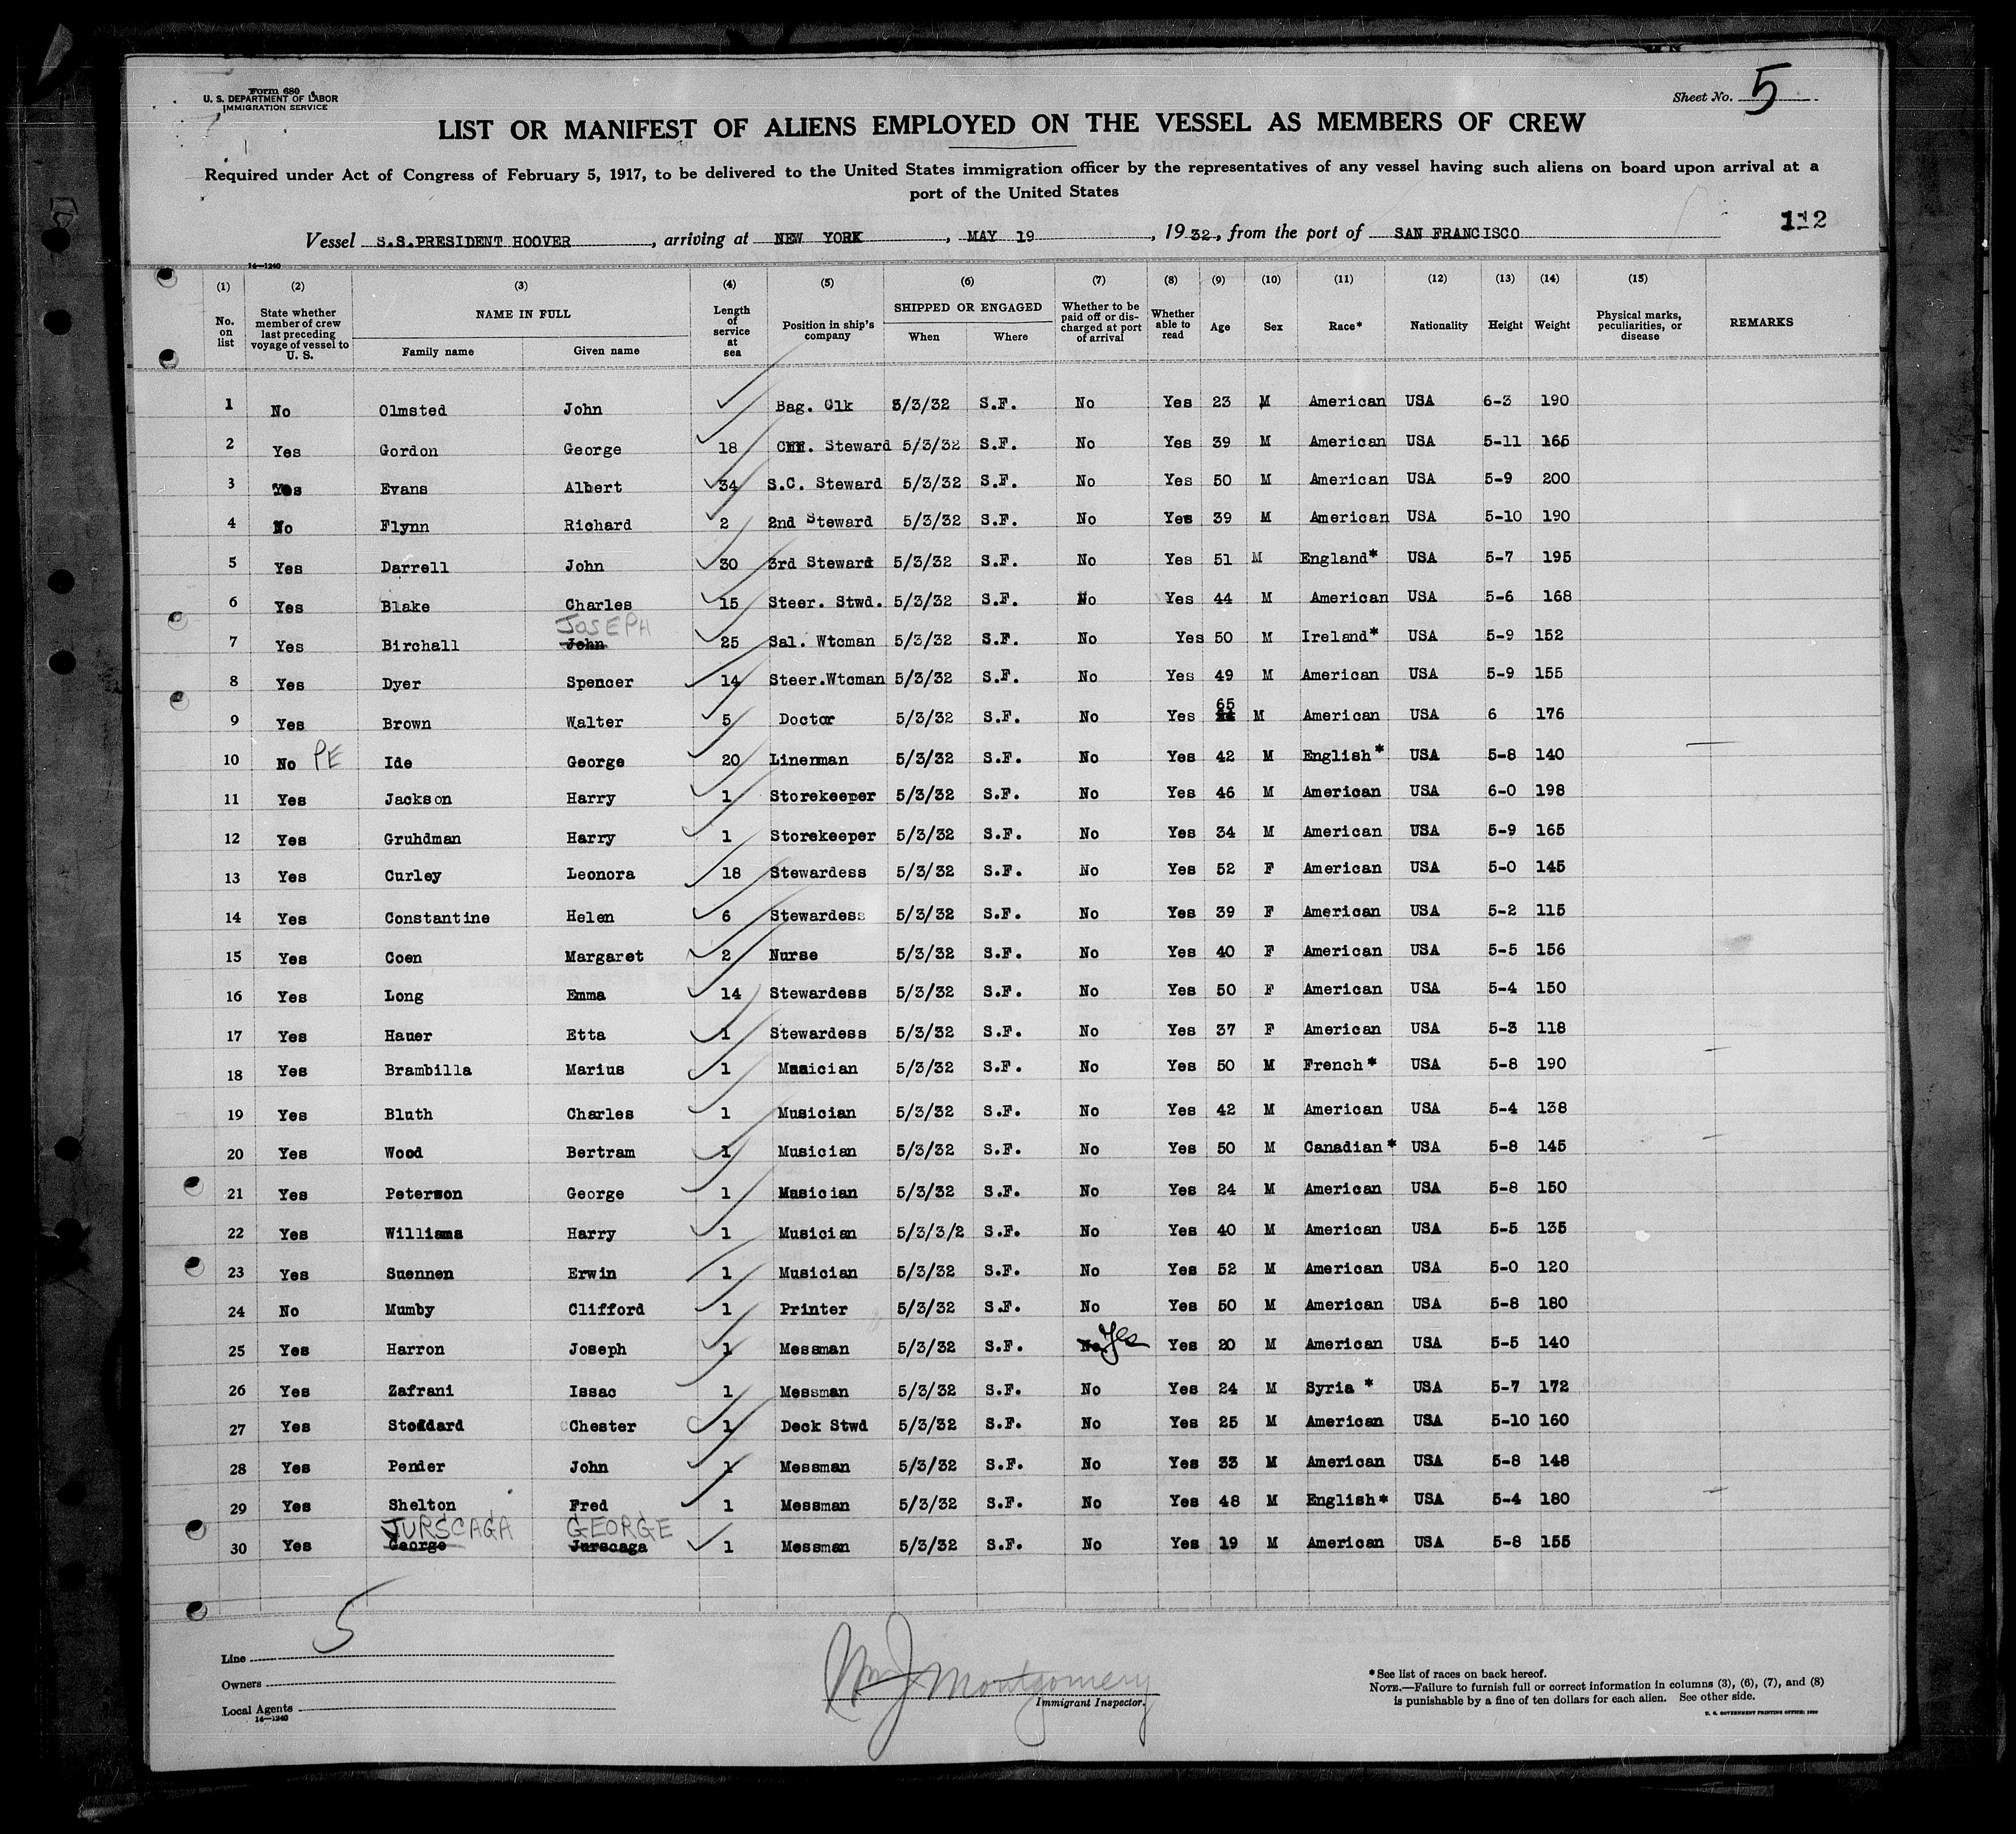 Form 680
U. S. DEPARTMENT OF LABOR
IMMIGRATION SERVICE
Sheet No. 5
LIST OR MANIFEST OF ALIENS EMPLOYED ON THE VESSEL AS MEMBERS OF CREW
Required under Act of Congress of February 5, 1917, to be delivered to the United States immigration officer by the representatives of any vessel having such aliens on board upon arrival at a
port of the United States
112
Vessel S.S.PRESIDENT HOOVER, arriving at NEW YORK, MAY 19, 1932, from the port of SAN FRANCISCO
14—1240
(1) (2) (3) (4) (5) (6) (7) (8) (9) (10) (11) (12) (13) (14) (15)
No. on list State whether member of crew last preceding voyage of vessel to U. S. NAME IN FULL Family name Given name Length of service at sea Position in ship's company SHIPPED OR ENGAGED When Where Whether to be paid off or discharged at port of arrival Whether able to read Age Sex Race* Nationality Height Weight Physical marks, peculiarities, or disease REMARKS
1 No Olmsted John Bag. Clk 5/3/32 S.F. No Yes 23 M American USA 6-3 190
2 Yes Gordon George 18 Steward 5/3/32 S.F. No Yes 39 M American USA 5-11 165
3 Yes Evans Albert 34 S.C. Steward 5/3/32 S.F. No Yes 50 M American USA 5-9 200
4 No Flynn Richard 2 2nd Steward 5/3/32 S.F. No Yes 39 M American USA 5-10 190
5 Yes Darrell John 30 3rd Steward 5/3/32 S.F. No Yes 51 M England* USA 5-7 195
6 Yes Blake Charles 15 Steer. Stwd. 5/3/32 S.F. No Yes 44 M American USA 5-6 168
JOSEPH
7 Yes Birchall John 25 Sal. Wtcman 5/3/32 S.F. No Yes 50 M Ireland* USA 5-9 152
8 Yes Dyer Spencer 14 Steer.Wtcman 5/3/32 S.F. No Yes 49 M American USA 5-9 155
9 Yes Brown Walter 5 Doctor 5/3/32 S.F. No Yes 65 M American USA 6 176
10 No PE Ide George 20 Linenman 5/3/32 S.F. No Yes 42 M English* USA 5-8 140
11 Yes Jackson Harry 1 Storekeeper 5/3/32 S.F. No Yes 46 M American USA 6-0 198
12 Yes Gruhdman Harry 1 Storekeeper 5/3/32 S.F. No Yes 34 M American USA 5-9 165
13 Yes Curley Leonora 18 Stewardess 5/3/32 S.F. No Yes 52 F American USA 5-0 145
14 Yes Constantine Helen 6 Stewardess 5/3/32 S.F. No Yes 39 F American USA 5-2 115
15 Yes Coen Margaret 2 Nurse 5/3/32 S.F. No Yes 40 F American USA 5-5 156
16 Yes Long Emma 14 Stewardess 5/3/32 S.F. No Yes 50 F American USA 5-4 150
17 Yes Hauer Etta 1 Stewardess 5/3/32 S.F. No Yes 37 F American USA 5-3 118
18 Yes Brambilla Marius 1 Musician 5/3/32 S.F. No Yes 50 M French* USA 5-8 190
19 Yes Bluth Charles 1 Musician 5/3/32 S.F. No Yes 42 M American USA 5-4 138
20 Yes Wood Bertram 1 Musician 5/3/32 S.F. No Yes 50 M Canadian* USA 5-8 145
21 Yes Peterson George 1 Musician 5/3/32 S.F. No Yes 24 M American USA 5-8 150
22 Yes Williams Harry 1 Musician 5/3/3/2 S.F. No Yes 40 M American USA 5-5 135
23 Yes Suennen Erwin 1 Musician 5/3/32 S.F. No Yes 52 M American USA 5-0 120
24 No Mumby Clifford 1 Printer 5/3/32 S.F. No Yes 50 M American USA 5-8 180
25 Yes Harron Joseph 1 Messman 5/3/32 S.F. No Yes Yes 20 M American USA 5-5 140
26 Yes Zafrani Issac 1 Messman 5/3/32 S.F. No Yes 24 M Syria * USA 5-7 172
27 Yes Stoddard Chester 1 Deck Stwd 5/3/32 S.F. No Yes 25 M American USA 5-10 160
28 Yes Pender John 1 Messman 5/3/32 S.F. No Yes 33 M American USA 5-8 148
29 Yes Shelton Fred 1 Messman 5/3/32 S.F. No Yes 48 M English* USA 5-4 180
JURSCAGA GEORGE
30 Yes George Jurscaga 1 Messman 5/3/32 S.F. No Yes 19 M American USA 5-8 155
5
Line
Owners
Local Agents
14—1240
Wm J Montgomery
Immigrant Inspector.
* See list of races on back hereof.
NOTE.—Failure to furnish full or correct information in columns (3), (6), (7), and (8)
is punishable by a fine of ten dollars for each alien. See other side.
U. S. GOVERNMENT PRINTING OFFICE: